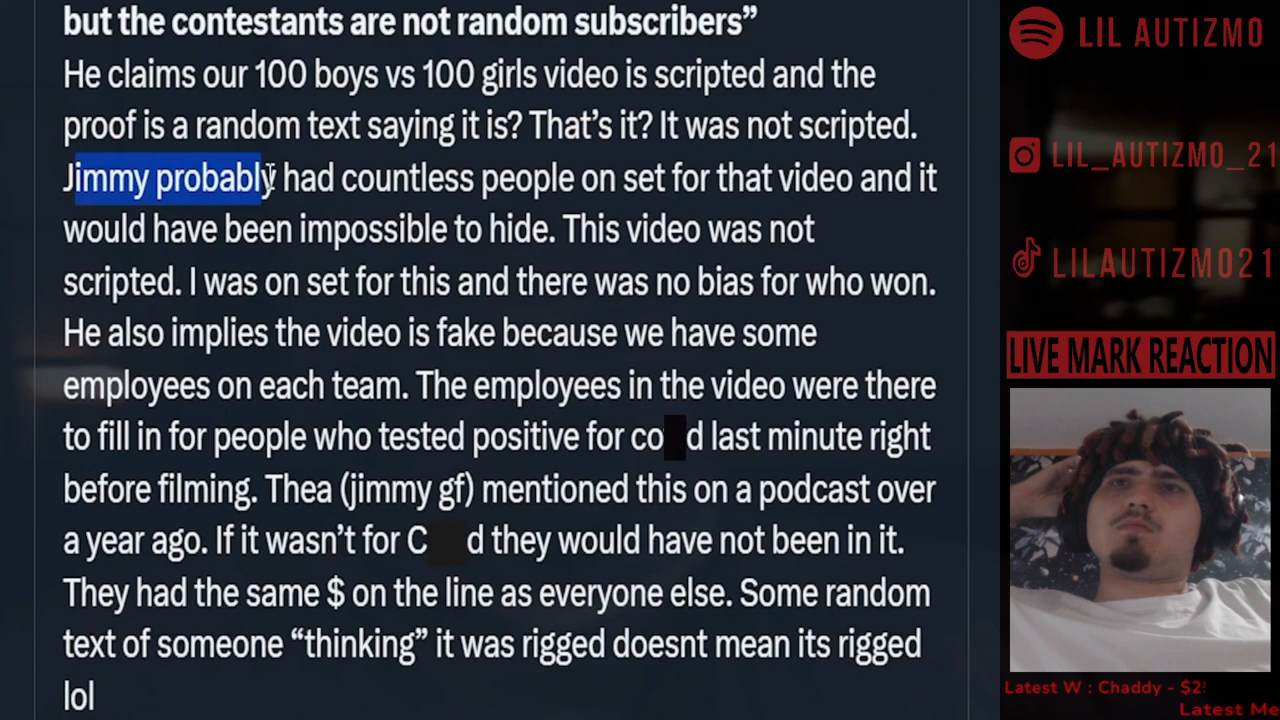 but the contestants are not random subscribers”
He claims our 100 boys vs 100 girls video is scripted and the
proof is a random text saying it is? That’s it? It was not scripted.
Jimmy probably had countless people on set for that video and it
would have been impossible to hide. This video was not
scripted. I was on set for this and there was no bias for who won.
He also implies the video is fake because we have some
employees on each team. The employees in the video were there
to fill in for people who tested positive for co d last minute right
before filming. Thea (jimmy gf) mentioned this on a podcast over
a year ago. If it wasn’t for C d they would have not been in it.
They had the same $ on the line as everyone else. Some random
text of someone “thinking” it was rigged doesnt mean its rigged
lol
LIL AUTIZMO
LIL_AUTIZMO_21
LILAUTIZMO21
LIVE MARK REACTION
Latest W : Chaddy - $2
Latest Me